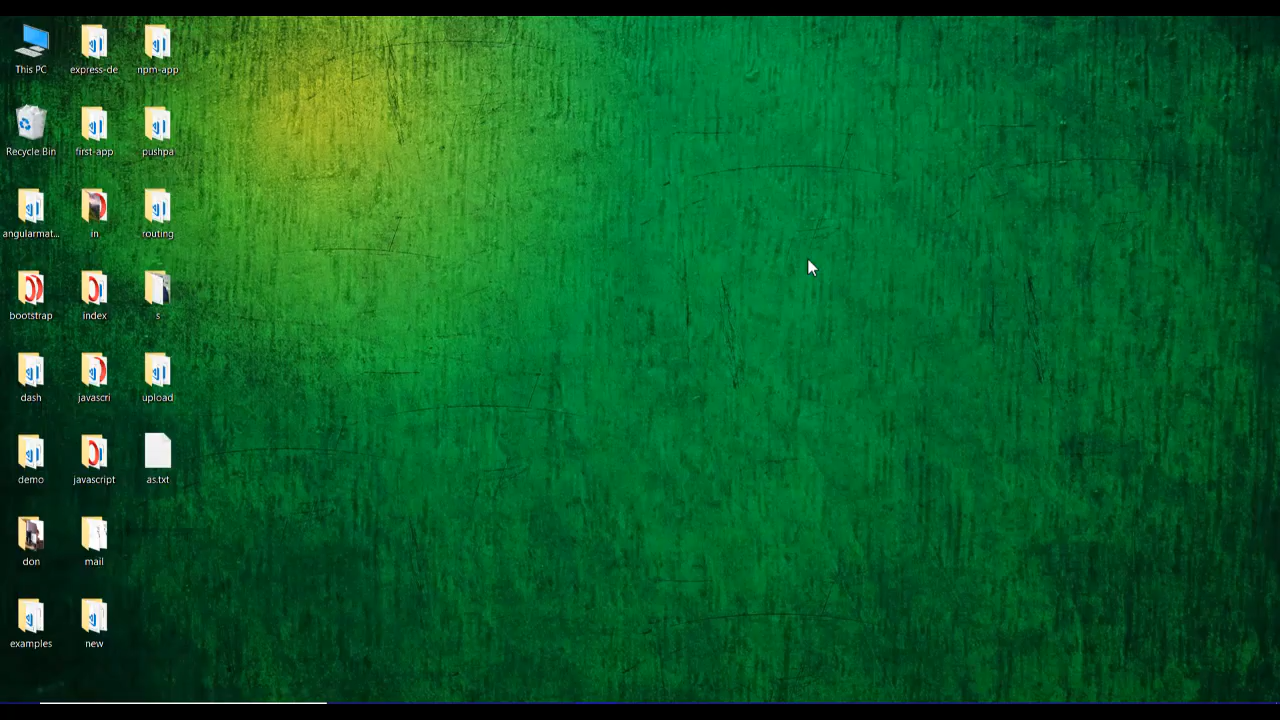 This PC
express-de
npm-app
Recycle Bin
first-app
pushpa
angularmat...
in
routing
bootstrap
index
s
dash
javascri
upload
demo
javascript
as.txt
don
mail
examples
new